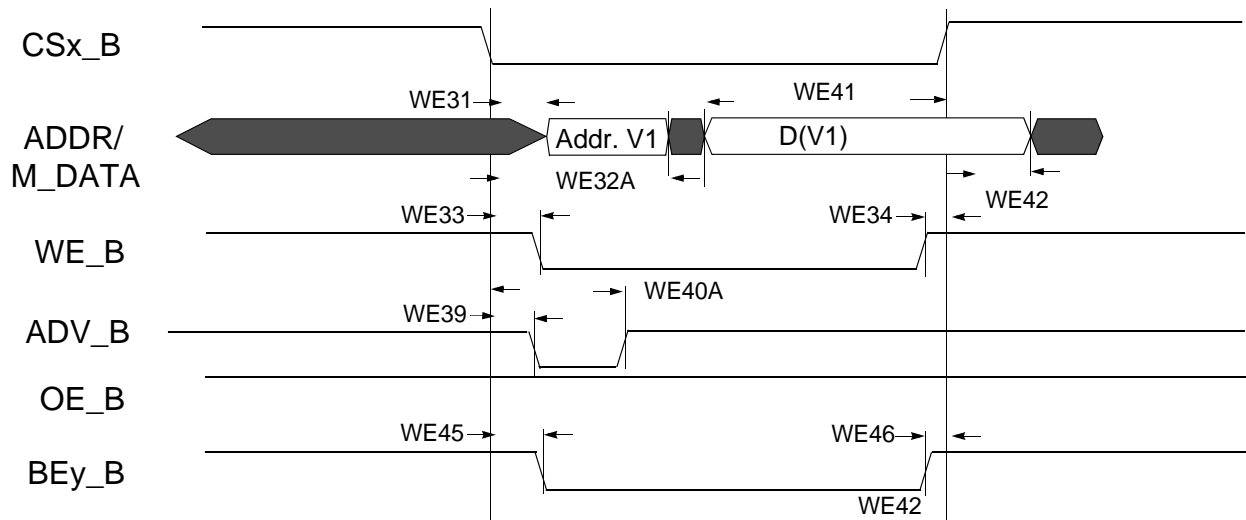 CSx_B
WE31
WE41
ADDR/
M_DATA
Addr. V1
D(V1)
WE32A
WE42
WE33
WE34
WE_B
WE40A
WE39
ADV_B
OE_B
WE45
WE46
BEy_B
WE42